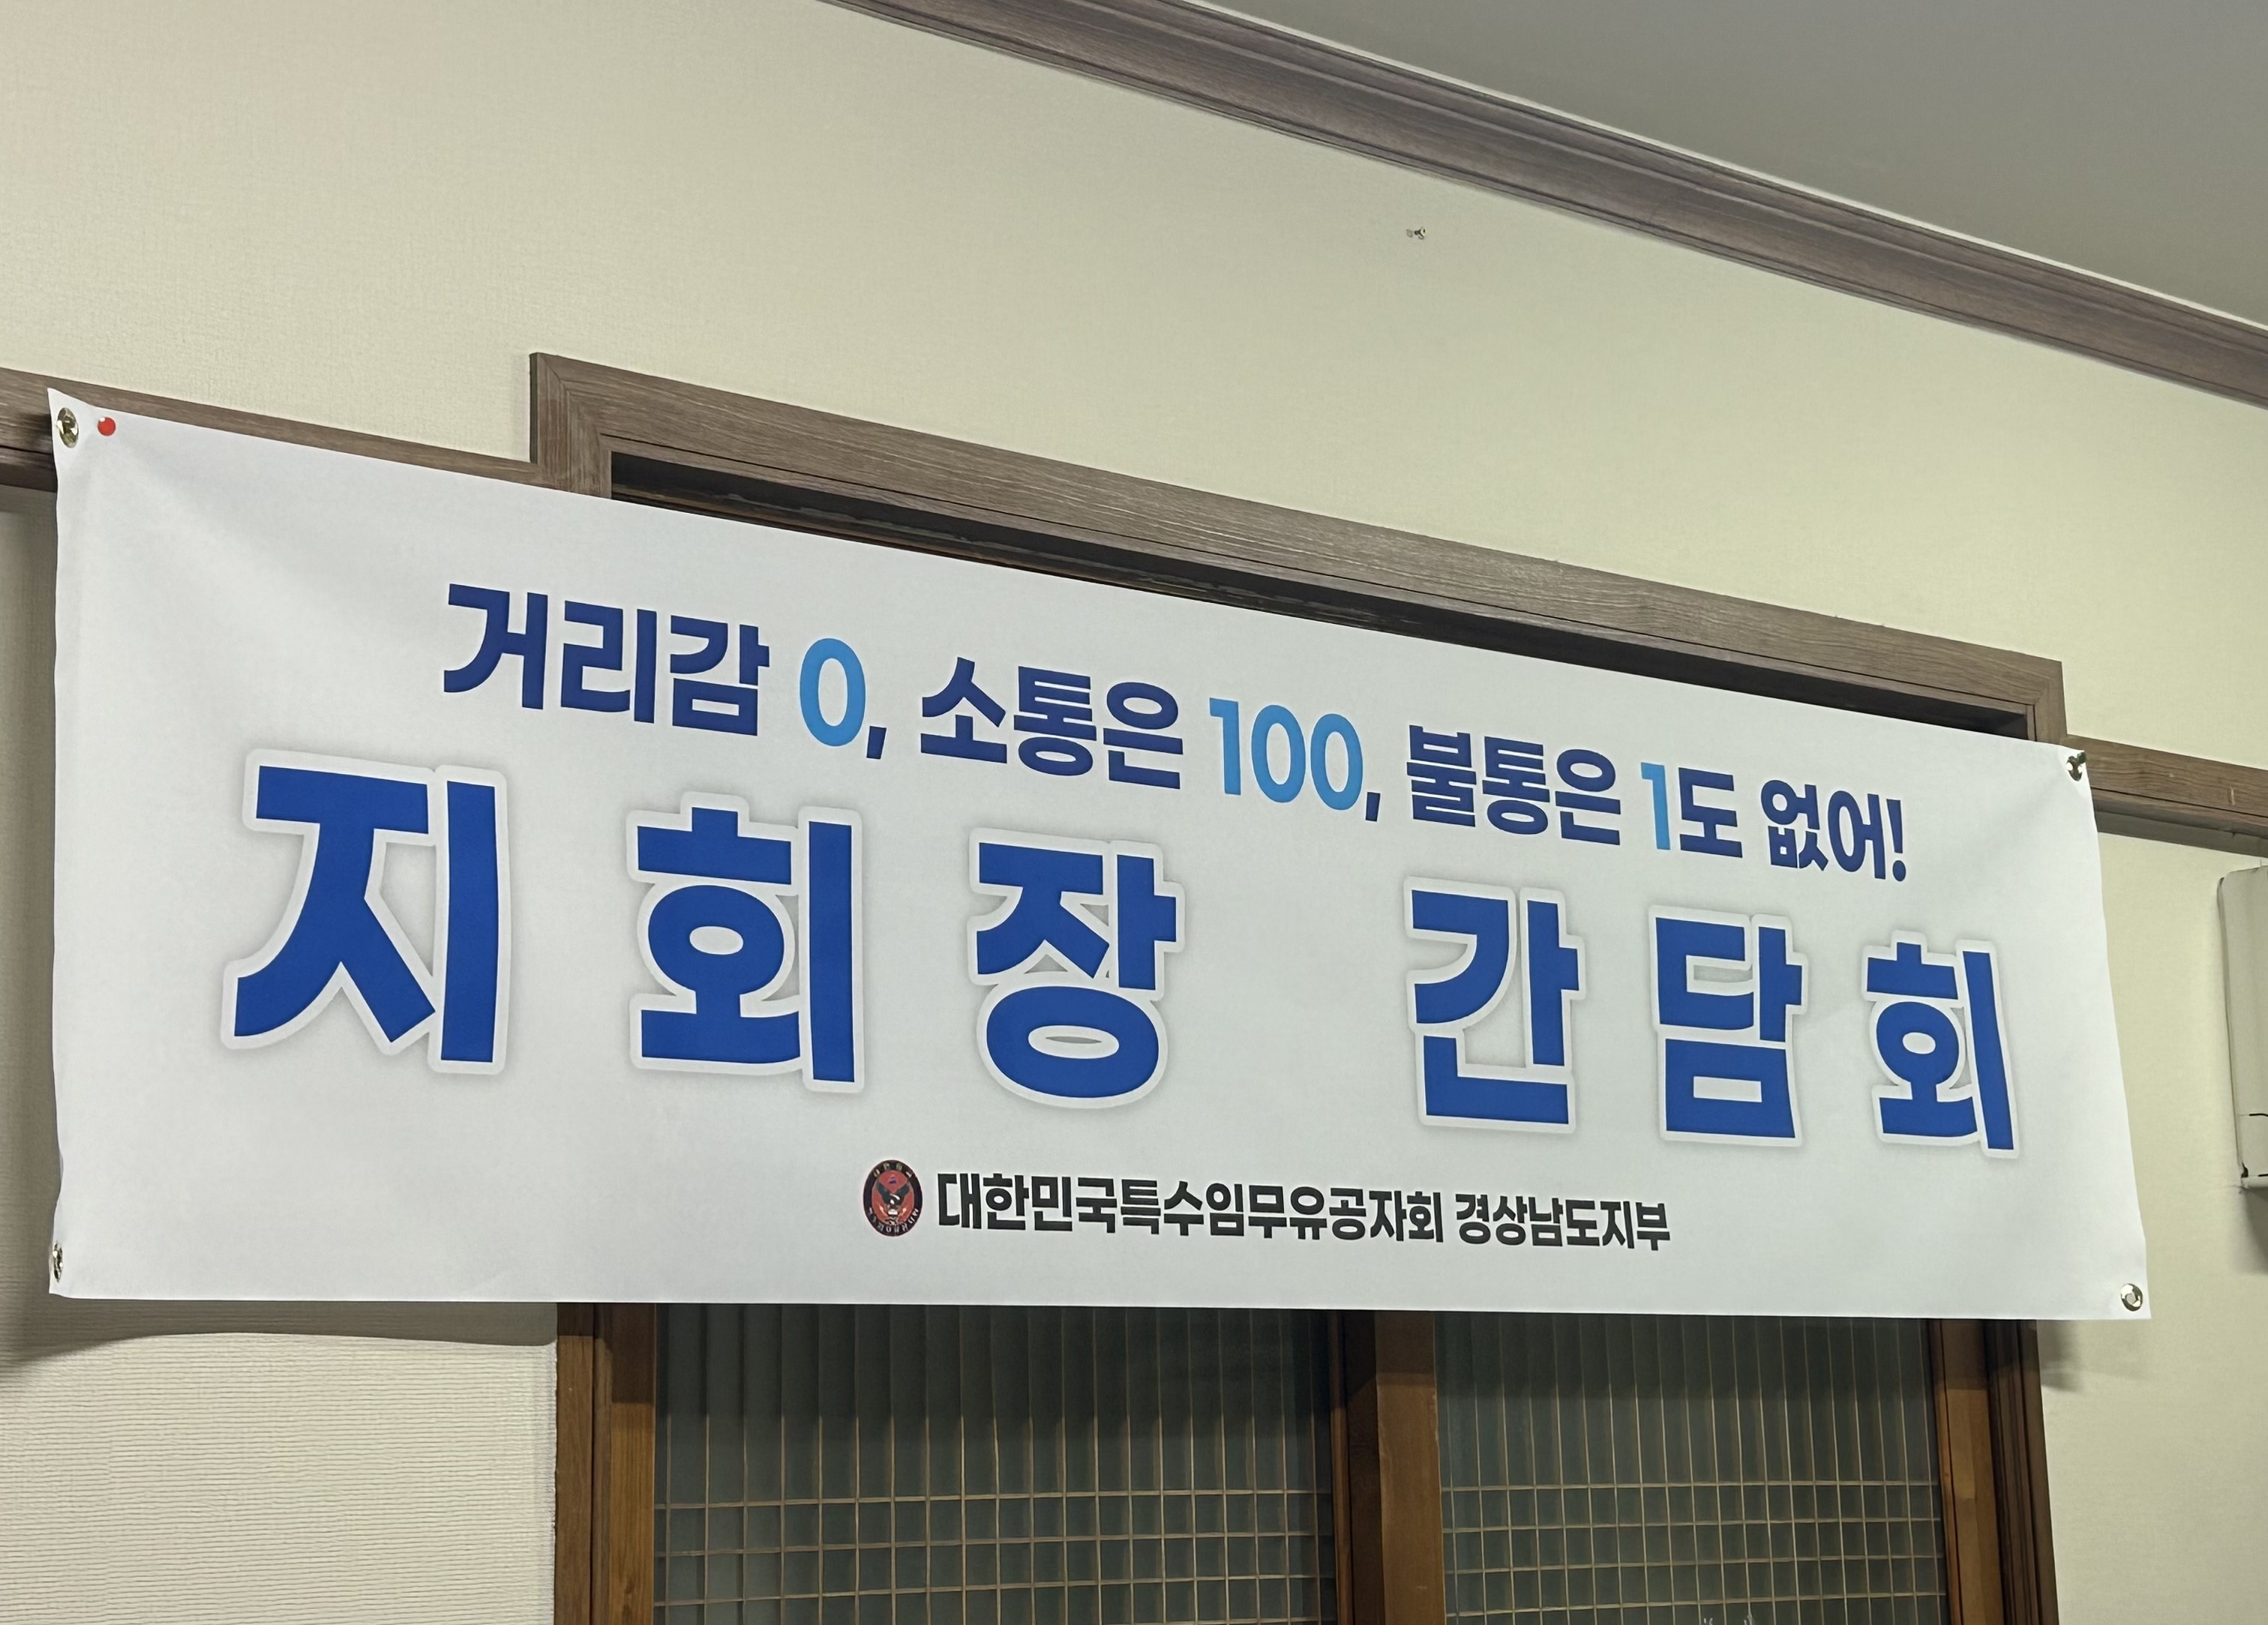 거리감 0, 소통은 100, 불통은 1도 없어!
지회장 간담회
대한민국특수임무유공자회 경상남도지부